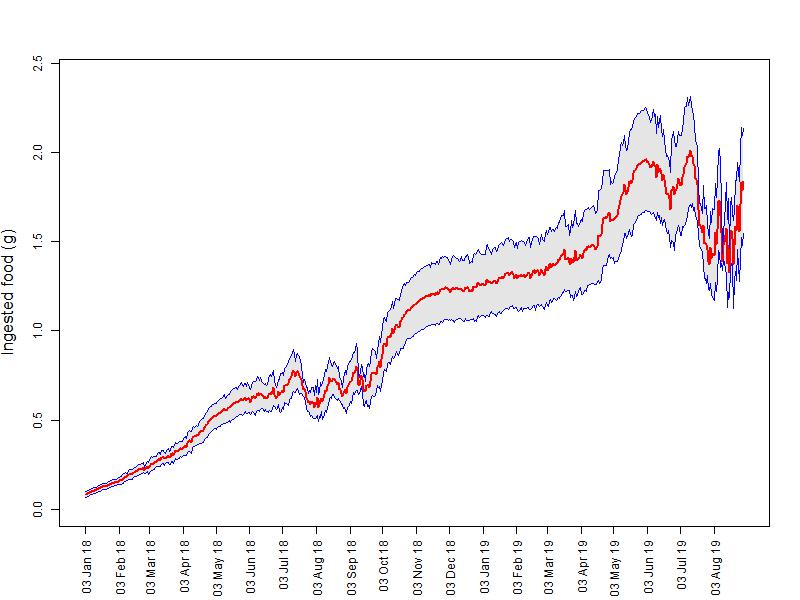 Ingested food (g)
2.5
2.0
1.5
1.0
0.5
0.0
03 Jan 18
03 Feb 18
03 Mar 18
03 Apr 18
03 May 18
03 Jun 18
03 Jul 18
03 Aug 18
03 Sep 18
03 Oct 18
03 Nov 18
03 Dec 18
03 Jan 19
03 Feb 19
03 Mar 19
03 Apr 19
03 May 19
03 Jun 19
03 Jul 19
03 Aug 19